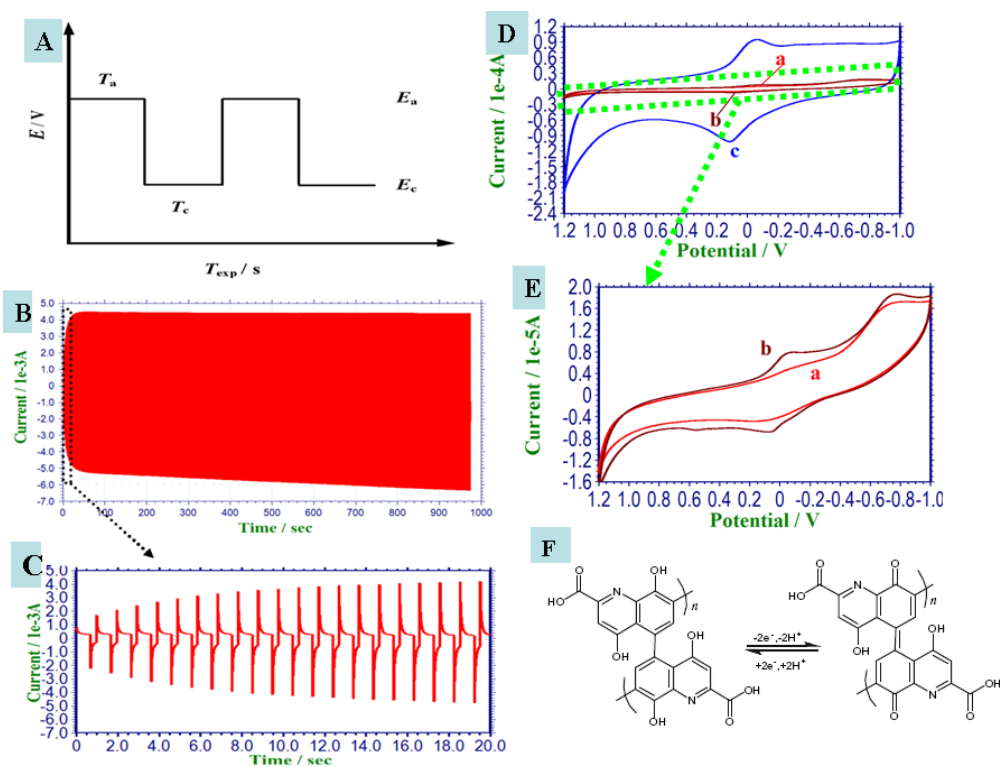 A
E/V
Ta
Ea
Tc
Ec
Texp / s
B
Current / 1e-3A
5.0
4.0
3.0
2.0
1.0
0
-1.0
-2.0
-3.0
-4.0
-5.0
-6.0
-7.0
0 100 200 300 400 500 600 700 800 900 1000
Time / sec
C
Current / 1e-3A
5.0
4.0
3.0
2.0
1.0
0
-1.0
-2.0
-3.0
-4.0
-5.0
-7.0
0 2.0 4.0 6.0 8.0 10.0 12.0 14.0 16.0 18.0 20.0
Time / sec
D
Current / 1e-4A
1.2
0.9
0.6
0.3
0
-0.3
-0.6
-0.9
-1.2
-1.5
-1.8
-2.4
a
b
c
1.2 1.0 0.8 0.6 0.4 0.2 0 -0.2 -0.4 -0.6 -0.8 -1.0
Potential / V
E
Current / 1e-5A
2.0
1.6
1.2
0.8
0.4
0
-0.4
-0.8
-1.2
-1.6
b
a
1.2 1.0 0.8 0.6 0.4 0.2 0 -0.2 -0.4 -0.6 -0.8 -1.0
Potential / V
F
O
HO
N
OH
n
OH
OH
N
OH
O
OH
-2e⁻,-2H⁺
+2e⁻,+2H⁺
O
HO
N
O
n
OH
OH
N
O
O
OH